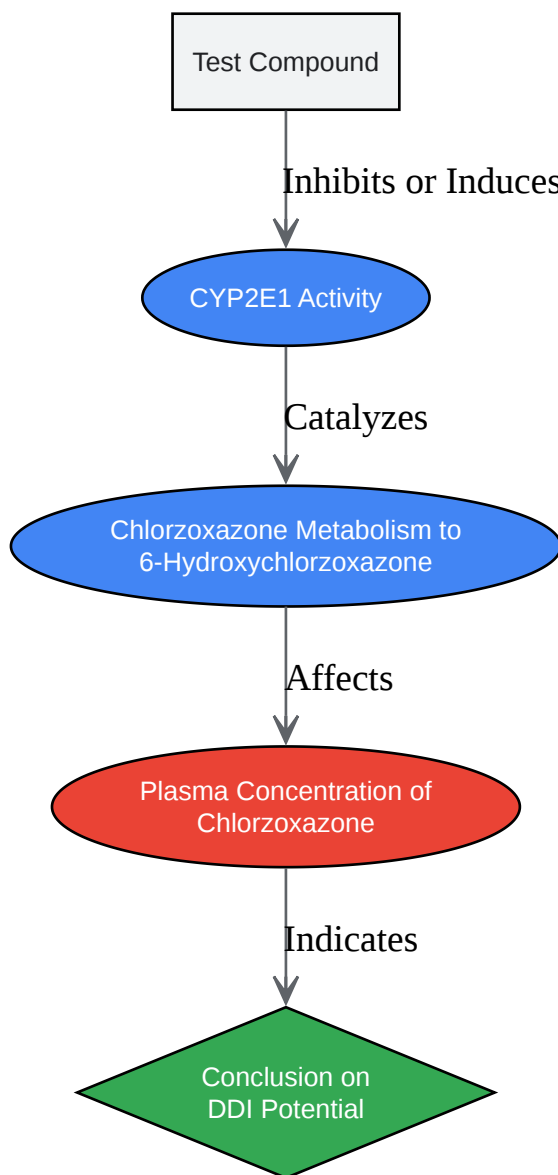 Test Compound
Inhibits or Induces
CYP2E1 Activity
Catalyzes
Chlorzoxazone Metabolism to
6-Hydroxychlorzoxazone
Affects
Plasma Concentration of
Chlorzoxazone
Indicates
Conclusion on
DDI Potential